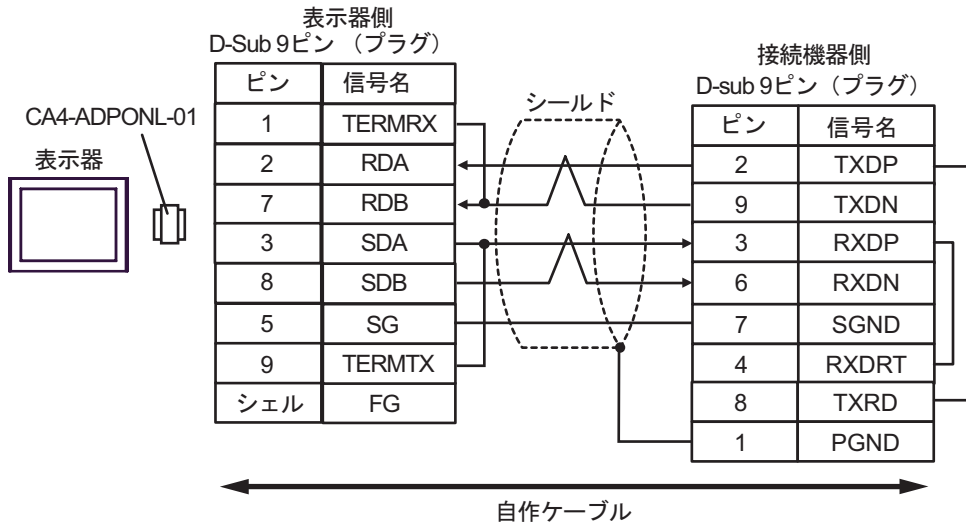 表示器側
D-Sub 9ピン （プラグ）
接続機器側
D-sub 9ピン（プラグ）
CA4-ADPONL-01
表示器
シールド
ピン 信号名
1 TERMRX
2 RDA
7 RDB
3 SDA
8 SDB
5 SG
9 TERMTX
シェル FG
ピン 信号名
2 TXDP
9 TXDN
3 RXDP
6 RXDN
7 SGND
4 RXDRT
8 TXRD
1 PGND
自作ケーブル